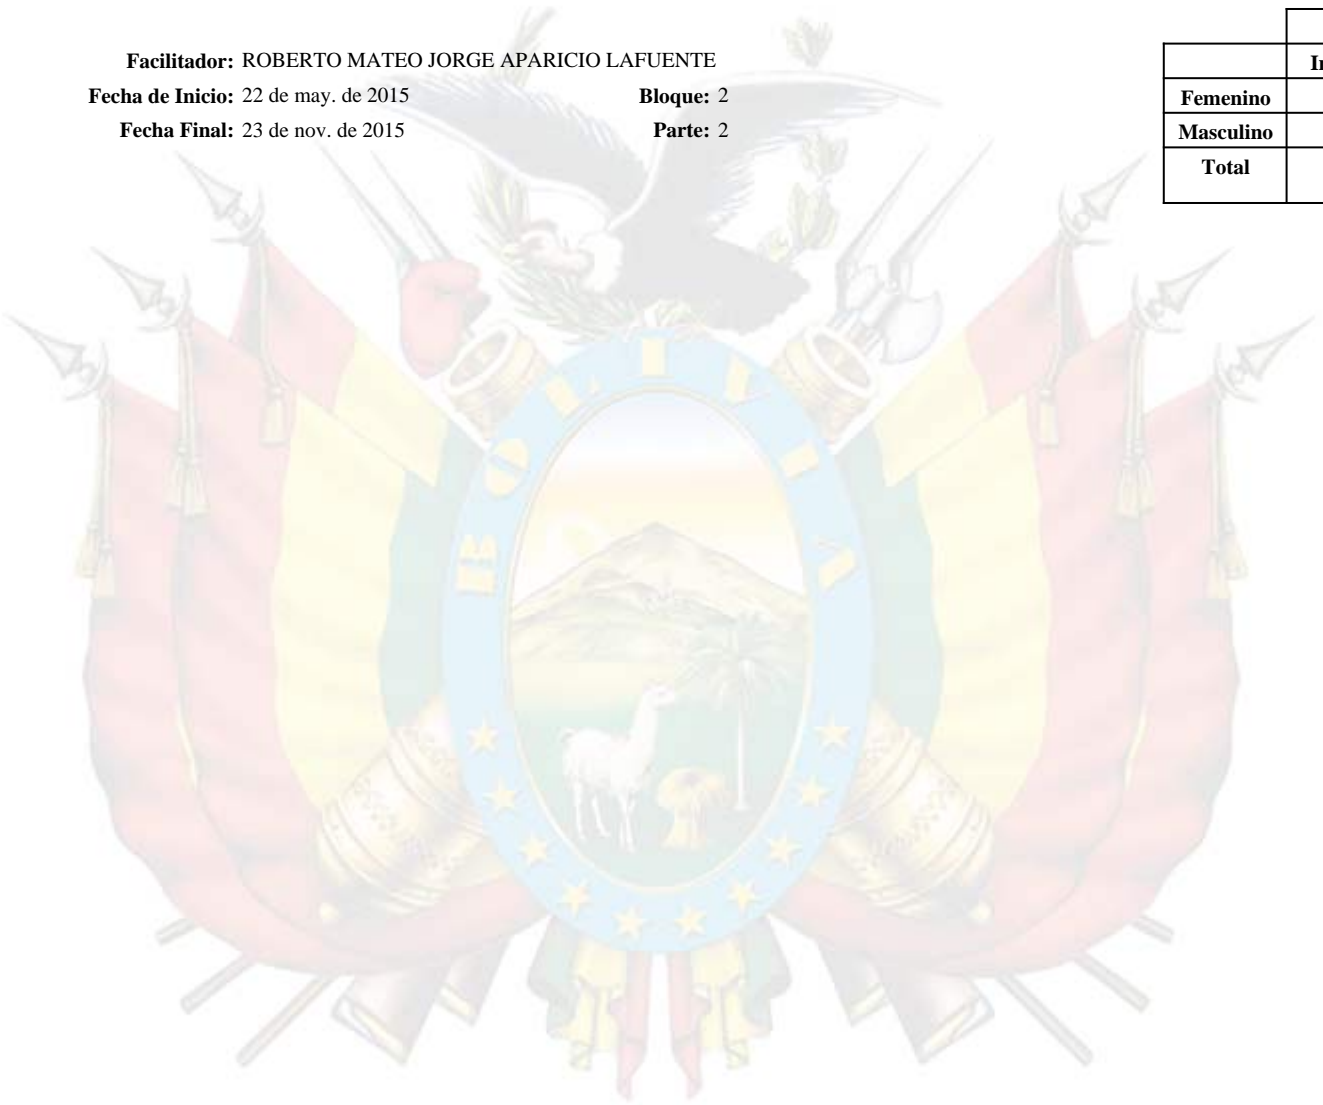 Facilitador: ROBERTO MATEO JORGE APARICIO LAFUENTE
Fecha de Inicio: 22 de may. de 2015 Bloque: 2
Fecha Final: 23 de nov. de 2015 Parte: 2
Femenino
Masculino
Total
BOLIVIA